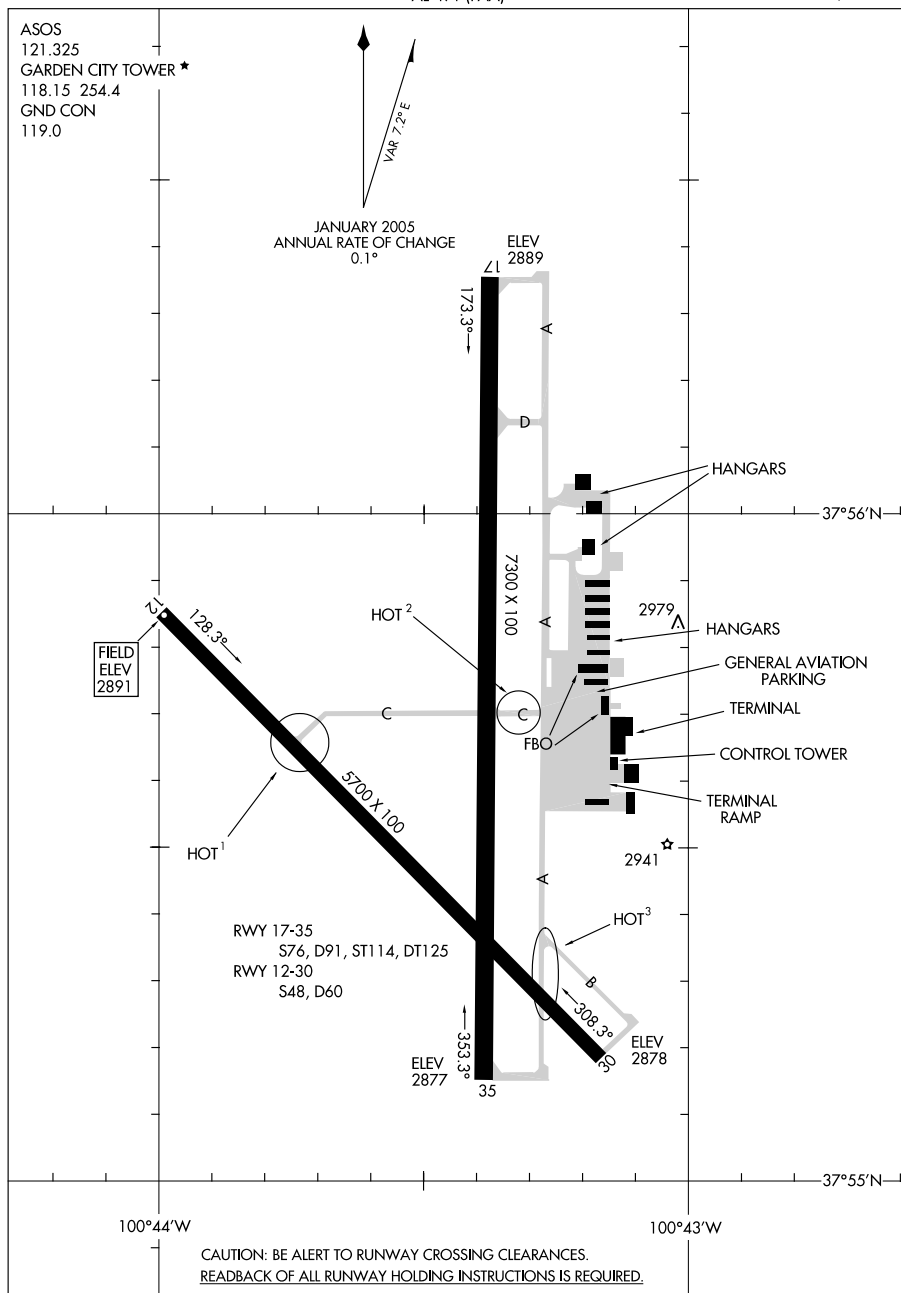 ASOS
121.325
GARDEN CITY TOWER ★
118.15 254.4
GND CON
119.0
VAR 7.2° E
JANUARY 2005
ANNUAL RATE OF CHANGE
0.1°
ELEV
2889
17
173.3°
A
D
HANGARS
37°56'N
7300 X 100
HOT 2
2979
A
12
128.3°
HANGARS
FIELD
ELEV
2891
GENERAL AVIATION
PARKING
C
C
TERMINAL
FBO
CONTROL TOWER
5700 X 100
TERMINAL
RAMP
HOT 1
2941
A
HOT 3
RWY 17-35
S76, D91, ST114, DT125
RWY 12-30
S48, D60
B
308.3°
353.3°
ELEV
2878
30
ELEV
2877
35
37°55'N
100°44'W
100°43'W
CAUTION: BE ALERT TO RUNWAY CROSSING CLEARANCES.
READBACK OF ALL RUNWAY HOLDING INSTRUCTIONS IS REQUIRED.